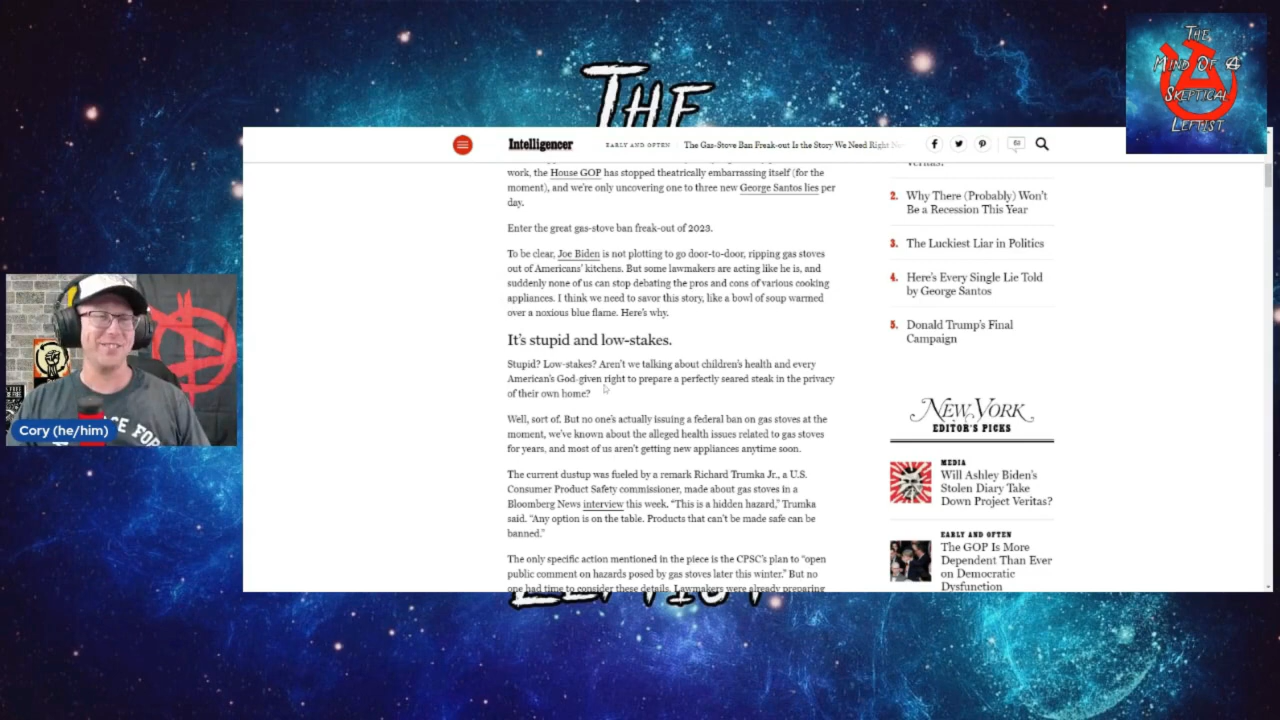 THE
THE
MIND OF A
SKEPTICAL
LEFTIST
Intelligencer
EARLY AND OFTEN
The Gas-Stove Ban Freak-out Is the Story We Need Right
63
work, the House GOP has stopped theatrically embarrassing itself (for the
moment), and we're only uncovering one to three new George Santos lies per
day.
Enter the great gas-stove ban freak-out of 2023.
To be clear, Joe Biden is not plotting to go door-to-door, ripping gas stoves
out of Americans' kitchens. But some lawmakers are acting like he is, and
suddenly none of us can stop debating the pros and cons of various cooking
appliances. I think we need to savor this story, like a bowl of soup warmed
over a noxious blue flame. Here's why.
It's stupid and low-stakes.
Stupid? Low-stakes? Aren't we talking about children's health and every
American's God-given right to prepare a perfectly seared steak in the privacy
of their own home?
Well, sort of. But no one's actually issuing a federal ban on gas stoves at the
moment, we've known about the alleged health issues related to gas stoves
for years, and most of us aren't getting new appliances anytime soon.
The current dustup was fueled by a remark Richard Trumka Jr., a U.S.
Consumer Product Safety commissioner, made about gas stoves in a
Bloomberg News interview this week. “This is a hidden hazard,” Trumka
said. “Any option is on the table. Products that can't be made safe can be
banned.”
The only specific action mentioned in the piece is the CPSC's plan to “open
public comment on hazards posed by gas stoves later this winter.” But no
one had time to consider these details. Lawmakers were already preparing
Veritas?
2. Why There (Probably) Won't
Be a Recession This Year
3. The Luckiest Liar in Politics
4. Here's Every Single Lie Told
by George Santos
5. Donald Trump's Final
Campaign
NEW YORK
EDITOR'S PICKS
MEDIA
Will Ashley Biden's
Stolen Diary Take
Down Project Veritas?
EARLY AND OFTEN
The GOP Is More
Dependent Than Ever
on Democratic
Dysfunction
CE FOR
Cory (he/him)
LEFTIST